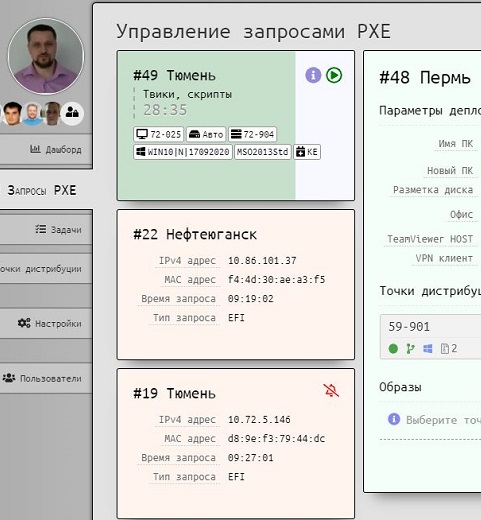 Управление запросами PXE
Дашборд
Запросы PXE
Задачи
очки дистрибуции
Настройки
Пользователи
#49 Тюмень
Твики, скрипты
28:35
72-025 Авто 72-904
WIN10|N|17092020 MSO2013Std KE
#22 Нефтеюганск
IPv4 адрес 10.86.101.37
MAC адрес f4:4d:30:ae:a3:f5
Время запроса 09:19:02
Тип запроса EFI
#19 Тюмень
IPv4 адрес 10.72.5.146
MAC адрес d8:9e:f3:79:44:dc
Время запроса 09:27:01
Тип запроса EFI
#48 Пермь
Параметры депло
Имя ПК
Новый ПК
Разметка диска
Офис
TeamViewer HOST
VPN клиент
Точки дистрибуц
59-901
2
Образы
Выберите точ